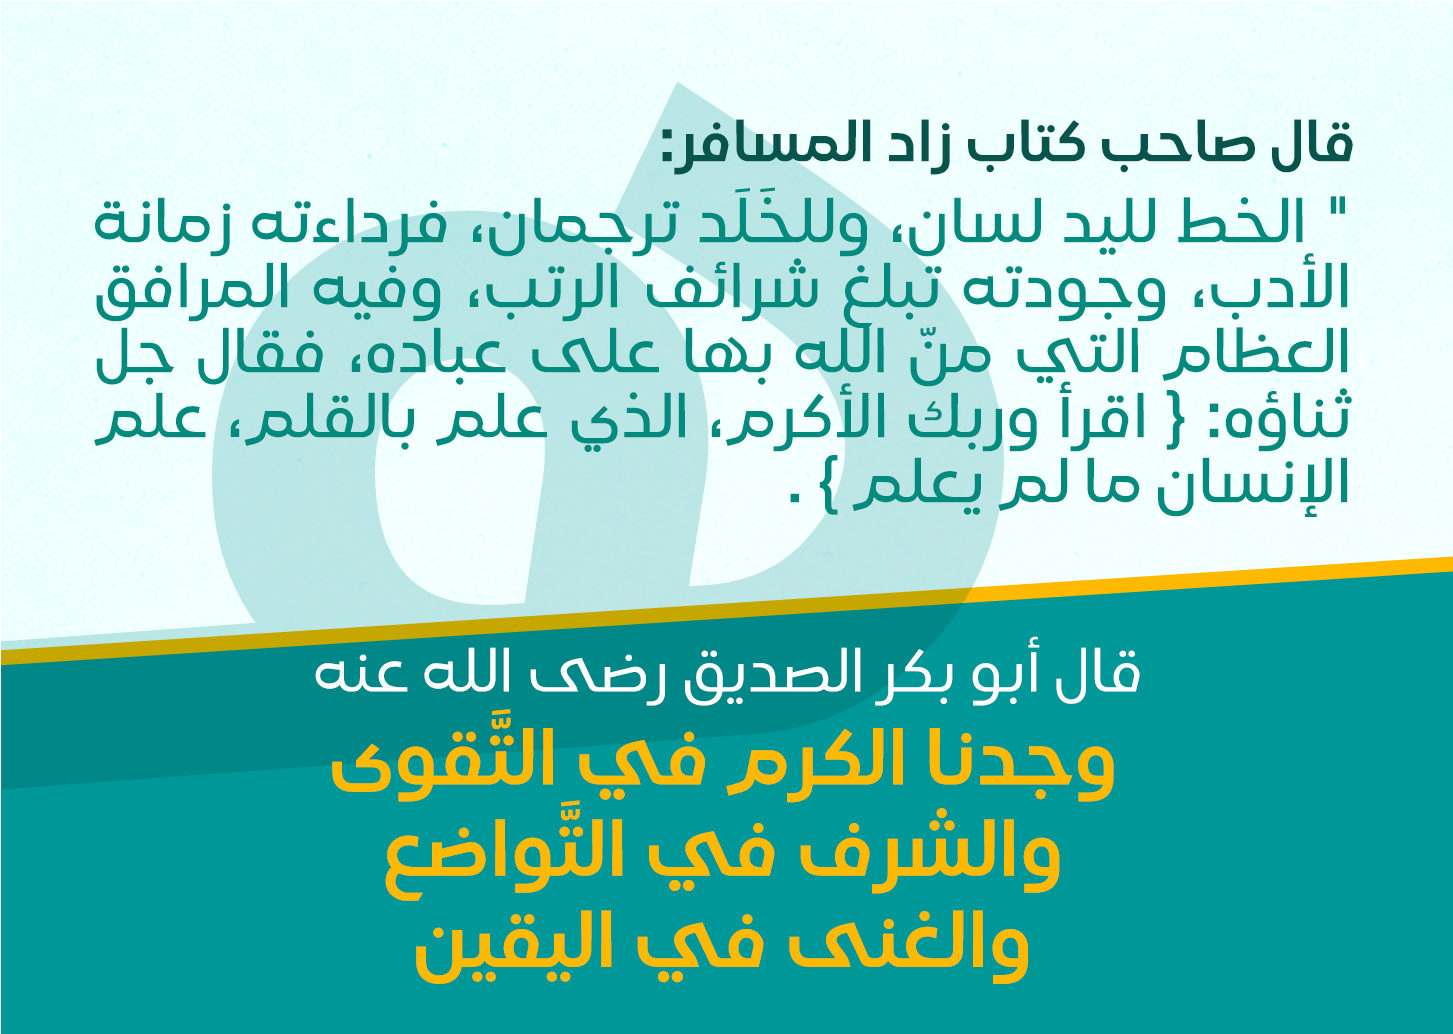 قال صاحب كتاب زاد المسافر:
" الخط لليد لسان، وللخَلَد ترجمان، فرداءته زمانة
الأدب، وجودته تبلغ شرائف الرتب، وفيه المرافق
العظام التي منّ الله بها على عباده، فقال جل
ثناؤه: { اقرأ وربك الأكرم، الذي علم بالقلم، علم
الإنسان ما لم يعلم } .
قال أبو بكر الصديق رضى الله عنه
وجدنا الكرم في التَّقوى
والشرف في التَّواضع
والغنى في اليقين